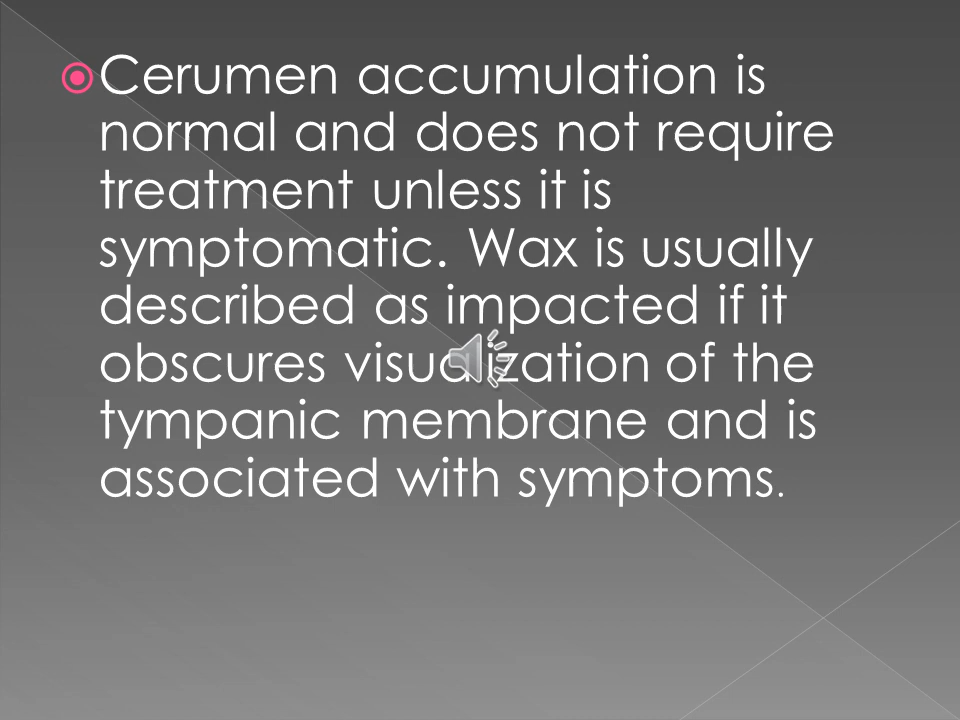 Cerumen accumulation is
normal and does not require
treatment unless it is
symptomatic. Wax is usually
described as impacted if it
obscures visualization of the
tympanic membrane and is
associated with symptoms.